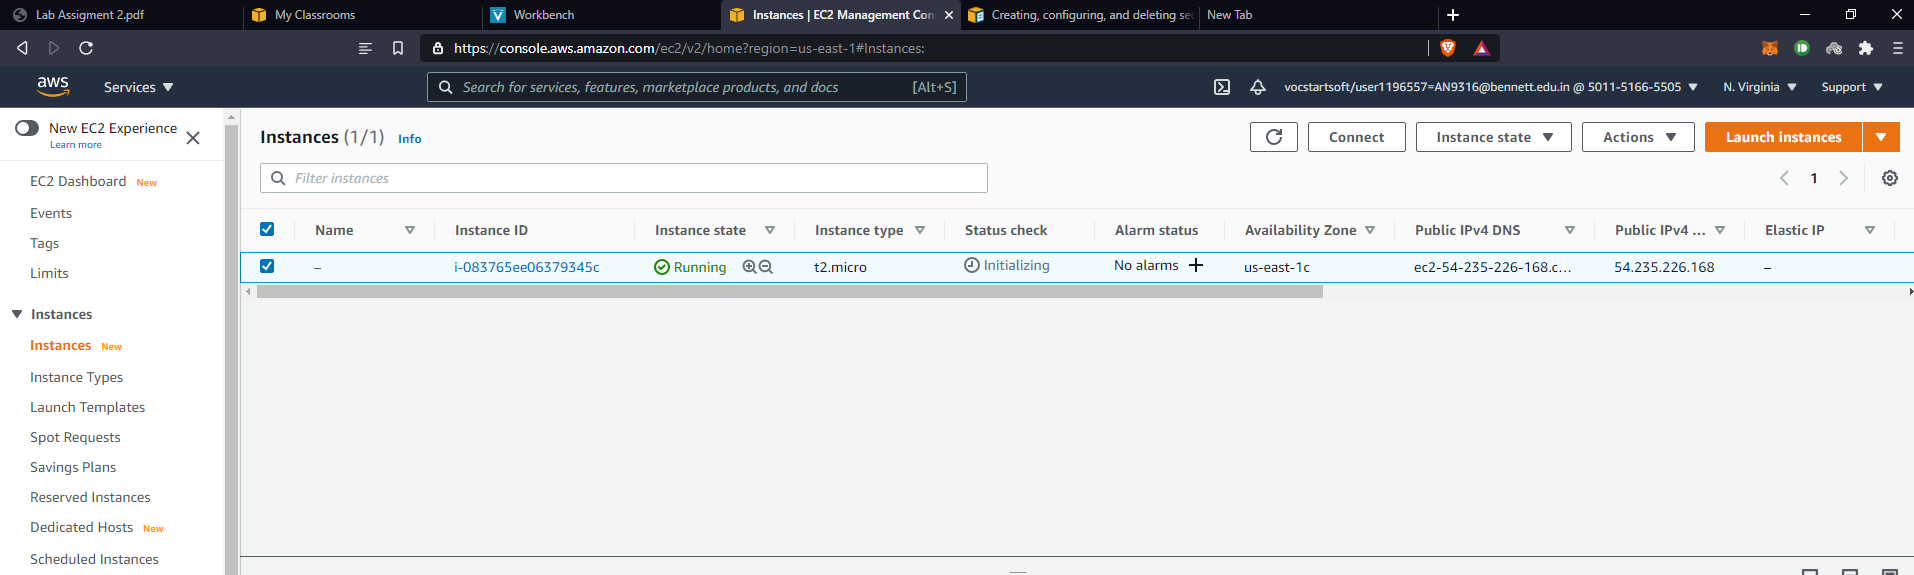 Lab Assigment 2.pdf
My Classrooms
Workbench
Instances | EC2 Management Con
Creating, configuring, and deleting sec
New Tab
https://console.aws.amazon.com/ec2/v2/home?region=us-east-1#Instances:
aws
Services
Search for services, features, marketplace products, and docs
[Alt+S]
vocstartsoft/user1196557=AN9316@bennett.edu.in @ 5011-5166-5505
N. Virginia
Support
New EC2 Experience
Learn more
EC2 Dashboard New
Events
Tags
Limits
Instances
Instances New
Instance Types
Launch Templates
Spot Requests
Savings Plans
Reserved Instances
Dedicated Hosts New
Scheduled Instances
Instances (1/1) Info
Connect
Instance state
Actions
Launch instances
Filter instances
1
Name
Instance ID
Instance state
Instance type
Status check
Alarm status
Availability Zone
Public IPv4 DNS
Public IPv4 ...
Elastic IP
–
i-083765ee06379345c
Running
t2.micro
Initializing
No alarms +
us-east-1c
ec2-54-235-226-168.c...
54.235.226.168
–